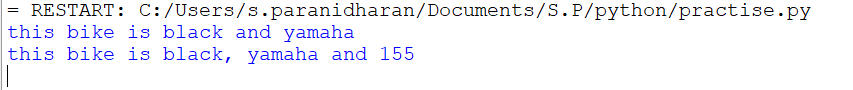 = RESTART: C:/Users/s.paranidharan/Documents/S.P/python/practise.py
this bike is black and yamaha
this bike is black, yamaha and 155